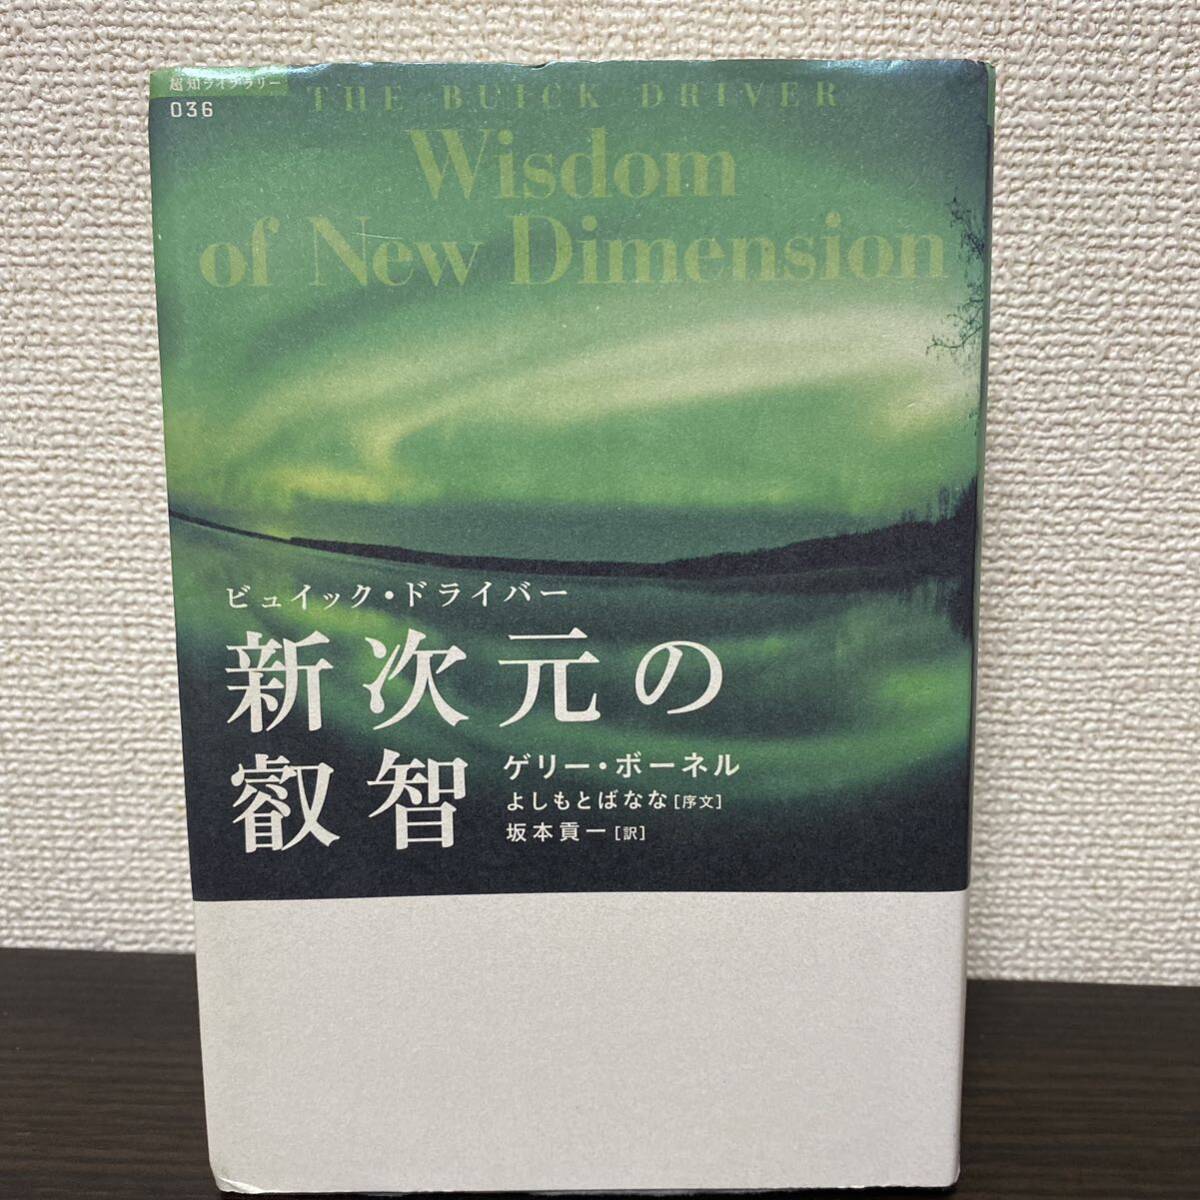 超知ライブラリー
036
THE BUICK DRIVER
Wisdom
of New Dimension
ビュイック・ドライバー
新次元の
叡智
ゲリー・ボーネル
よしもとばなな[序文]
坂本貢一[訳]